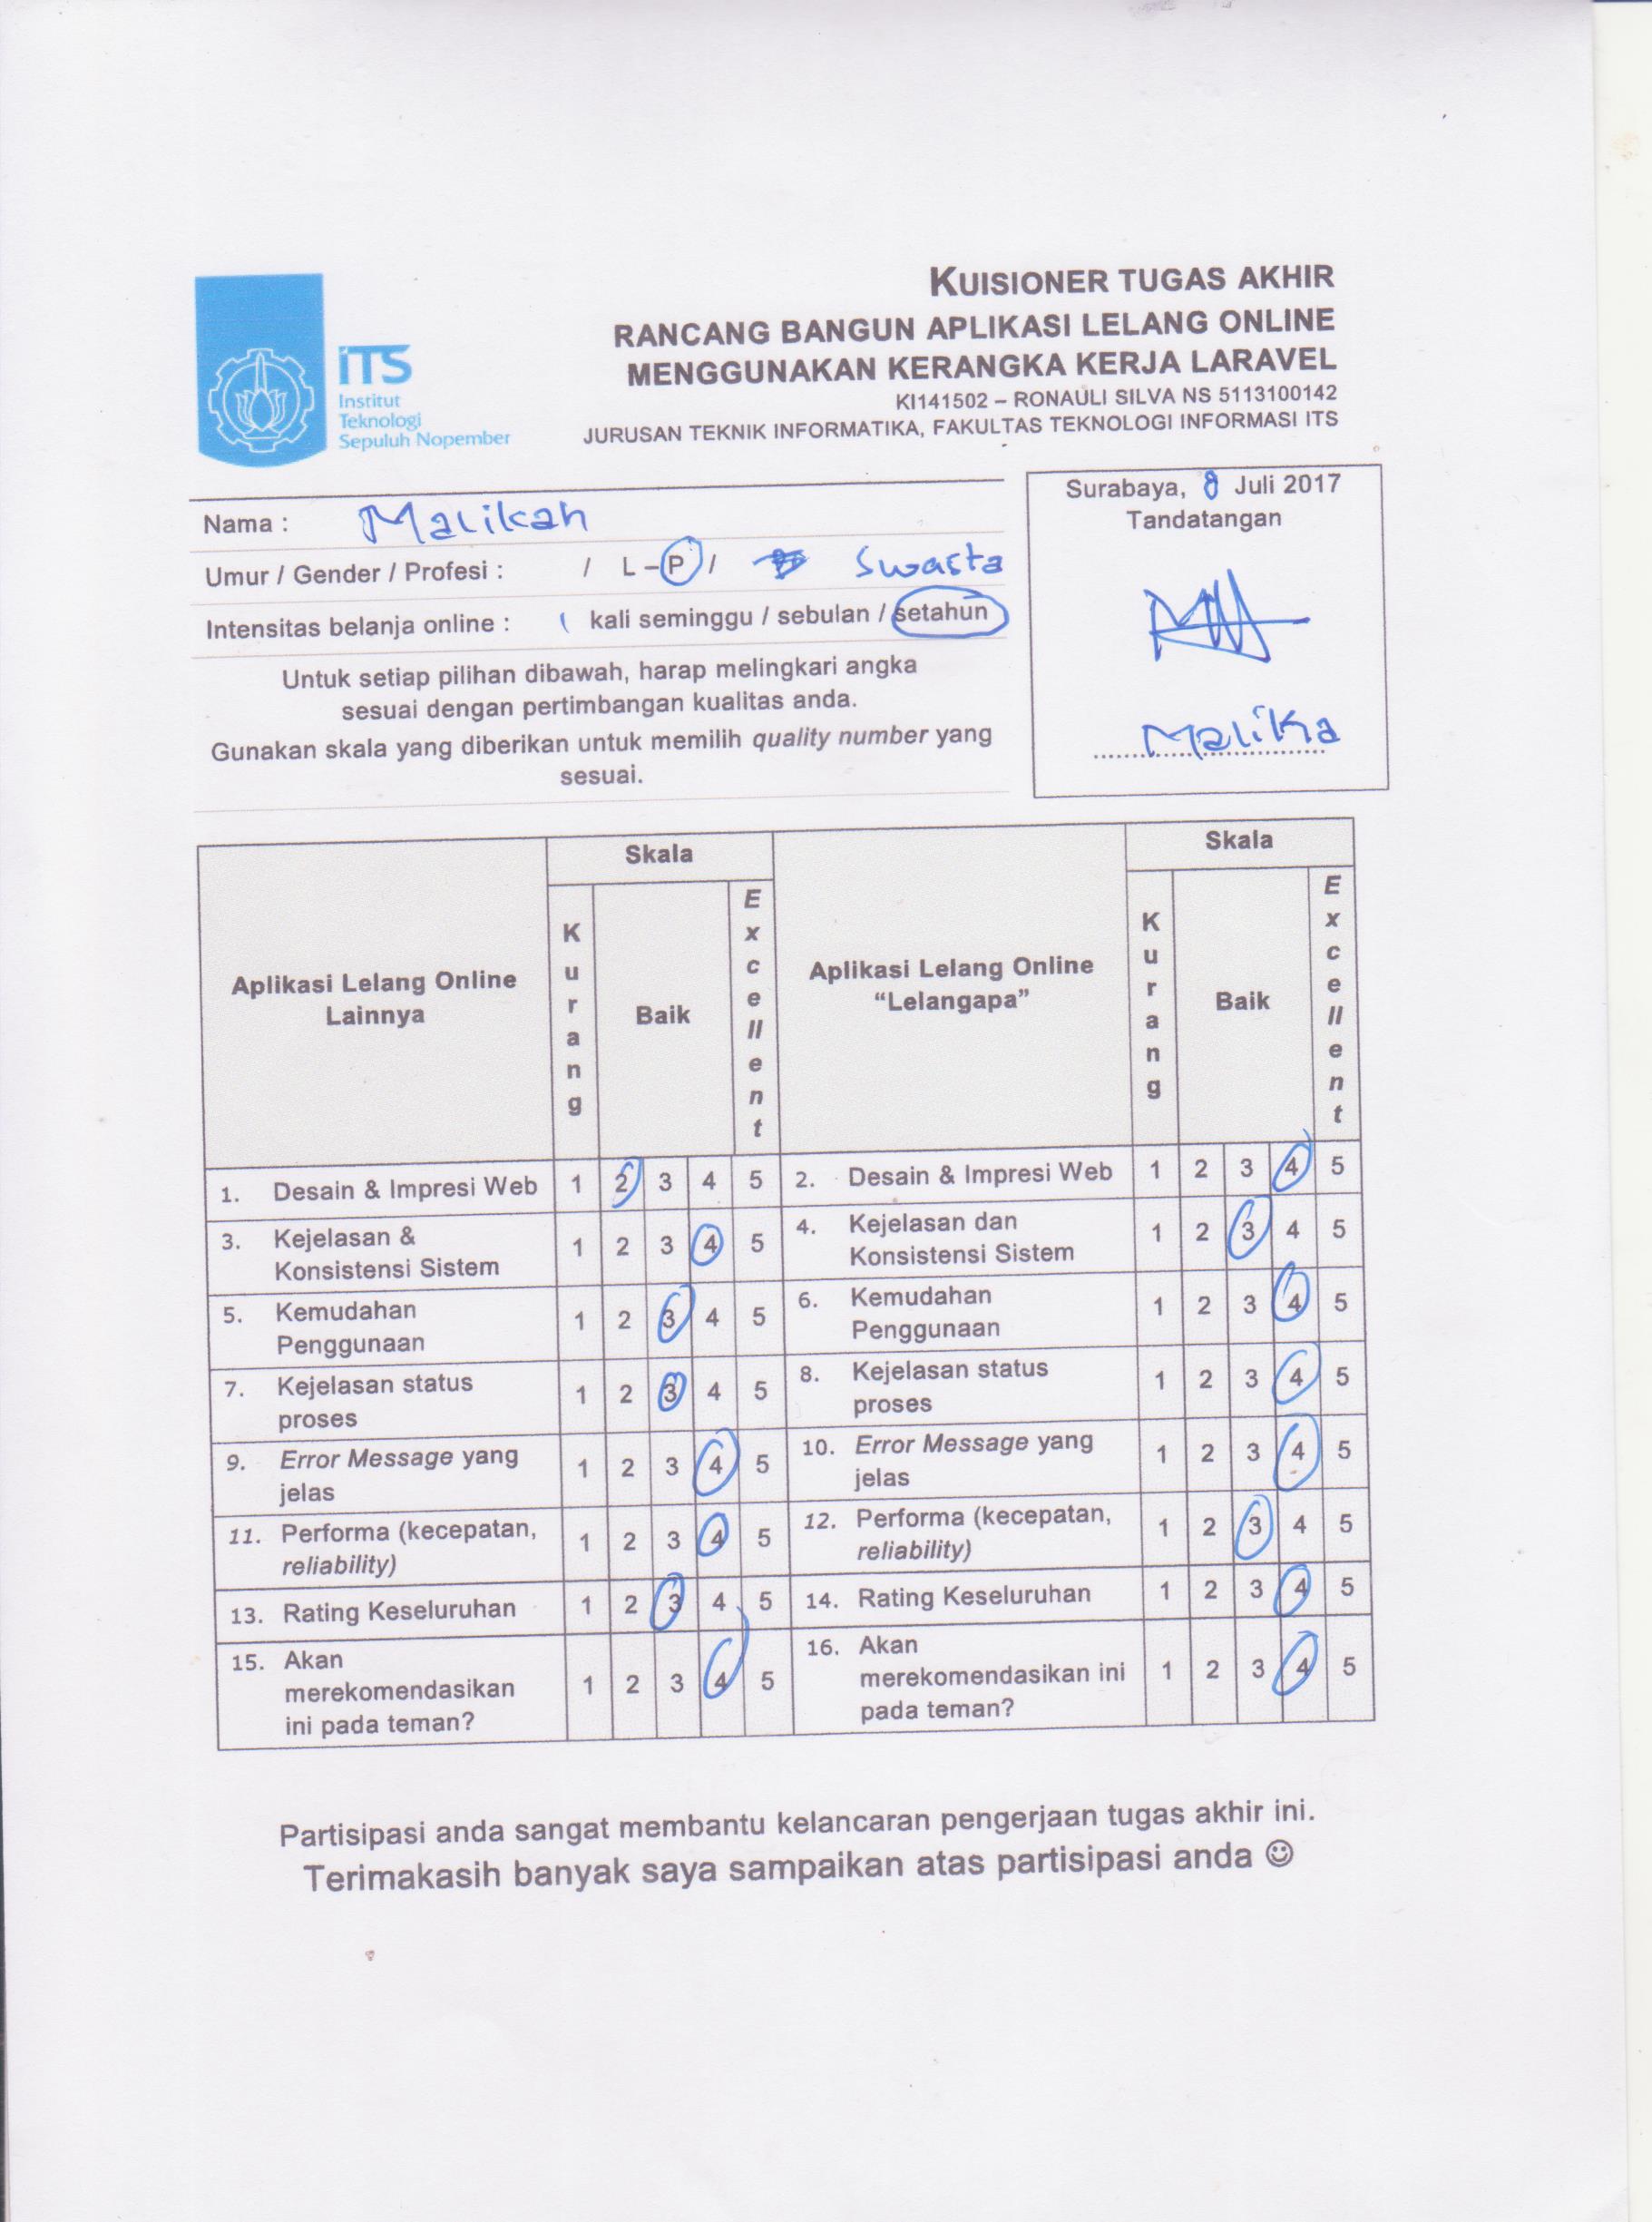 KUISIONER TUGAS AKHIR
RANCANG BANGUN APLIKASI LELANG ONLINE
MENGGUNAKAN KERANGKA KERJA LARAVEL
KI141502 – RONAULI SILVA NS 5113100142
JURUSAN TEKNIK INFORMATIKA, FAKULTAS TEKNOLOGI INFORMASI ITS
ITS
Institut
Teknologi
Sepuluh Nopember
Nama : Malikah
Umur / Gender / Profesi : / L – P / Swasta
Intensitas belanja online : 1 kali seminggu / sebulan / setahun
Untuk setiap pilihan dibawah, harap melingkari angka
sesuai dengan pertimbangan kualitas anda.
Gunakan skala yang diberikan untuk memilih quality number yang
sesuai.
Surabaya, 8 Juli 2017
Tandatangan
Malika
Aplikasi Lelang Online
Lainnya
Skala
Kurang
Baik
Excellent
Aplikasi Lelang Online
“Lelangapa”
Skala
Kurang
Baik
Excellent
1. Desain & Impresi Web 1 2 3 4 5
2. Desain & Impresi Web 1 2 3 4 5
3. Kejelasan &
Konsistensi Sistem 1 2 3 4 5
4. Kejelasan dan
Konsistensi Sistem 1 2 3 4 5
5. Kemudahan
Penggunaan 1 2 3 4 5
6. Kemudahan
Penggunaan 1 2 3 4 5
7. Kejelasan status
proses 1 2 3 4 5
8. Kejelasan status
proses 1 2 3 4 5
9. Error Message yang
jelas 1 2 3 4 5
10. Error Message yang
jelas 1 2 3 4 5
11. Performa (kecepatan,
reliability) 1 2 3 4 5
12. Performa (kecepatan,
reliability) 1 2 3 4 5
13. Rating Keseluruhan 1 2 3 4 5
14. Rating Keseluruhan 1 2 3 4 5
15. Akan
merekomendasikan
ini pada teman? 1 2 3 4 5
16. Akan
merekomendasikan ini
pada teman? 1 2 3 4 5
Partisipasi anda sangat membantu kelancaran pengerjaan tugas akhir ini.
Terimakasih banyak saya sampaikan atas partisipasi anda ☺